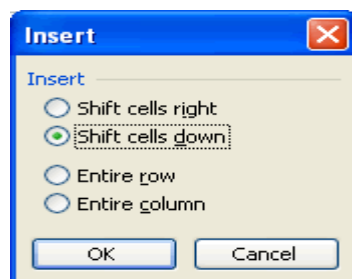 Insert
Insert
Shift cells right
Shift cells down
Entire row
Entire column
OK
Cancel